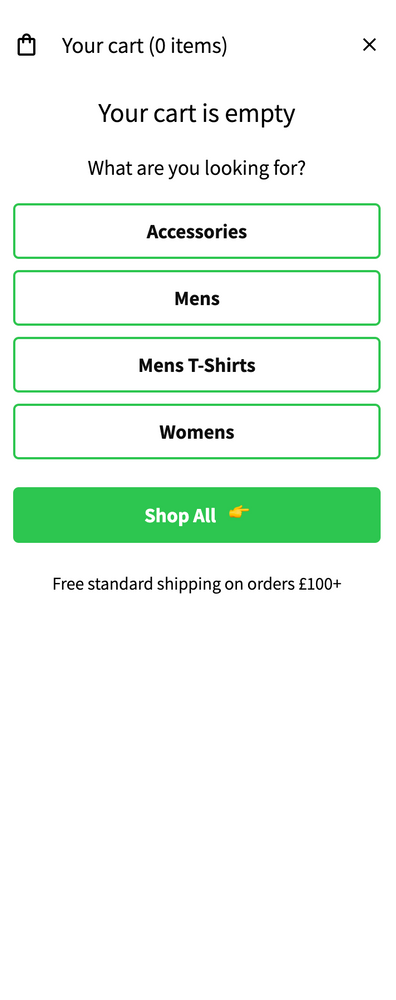 Your cart (0 items)
Your cart is empty
What are you looking for?
Accessories
Mens
Mens T-Shirts
Womens
Shop All 👉
Free standard shipping on orders £100+